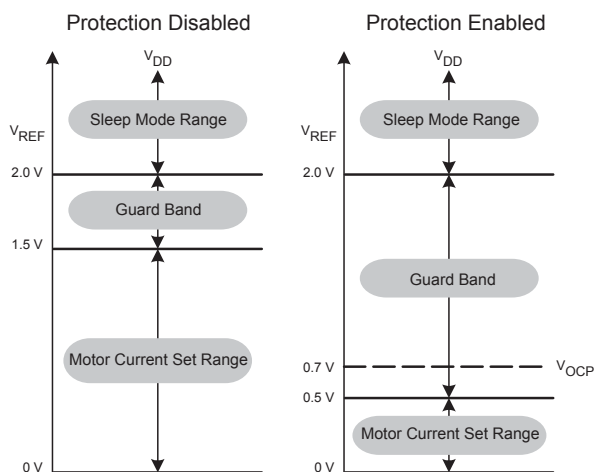 Protection Disabled
VDD
Sleep Mode Range
VREF
2.0 V
Guard Band
1.5 V
Motor Current Set Range
0 V
Protection Enabled
VDD
Sleep Mode Range
VREF
2.0 V
Guard Band
0.7 V
VOCP
0.5 V
Motor Current Set Range
0 V